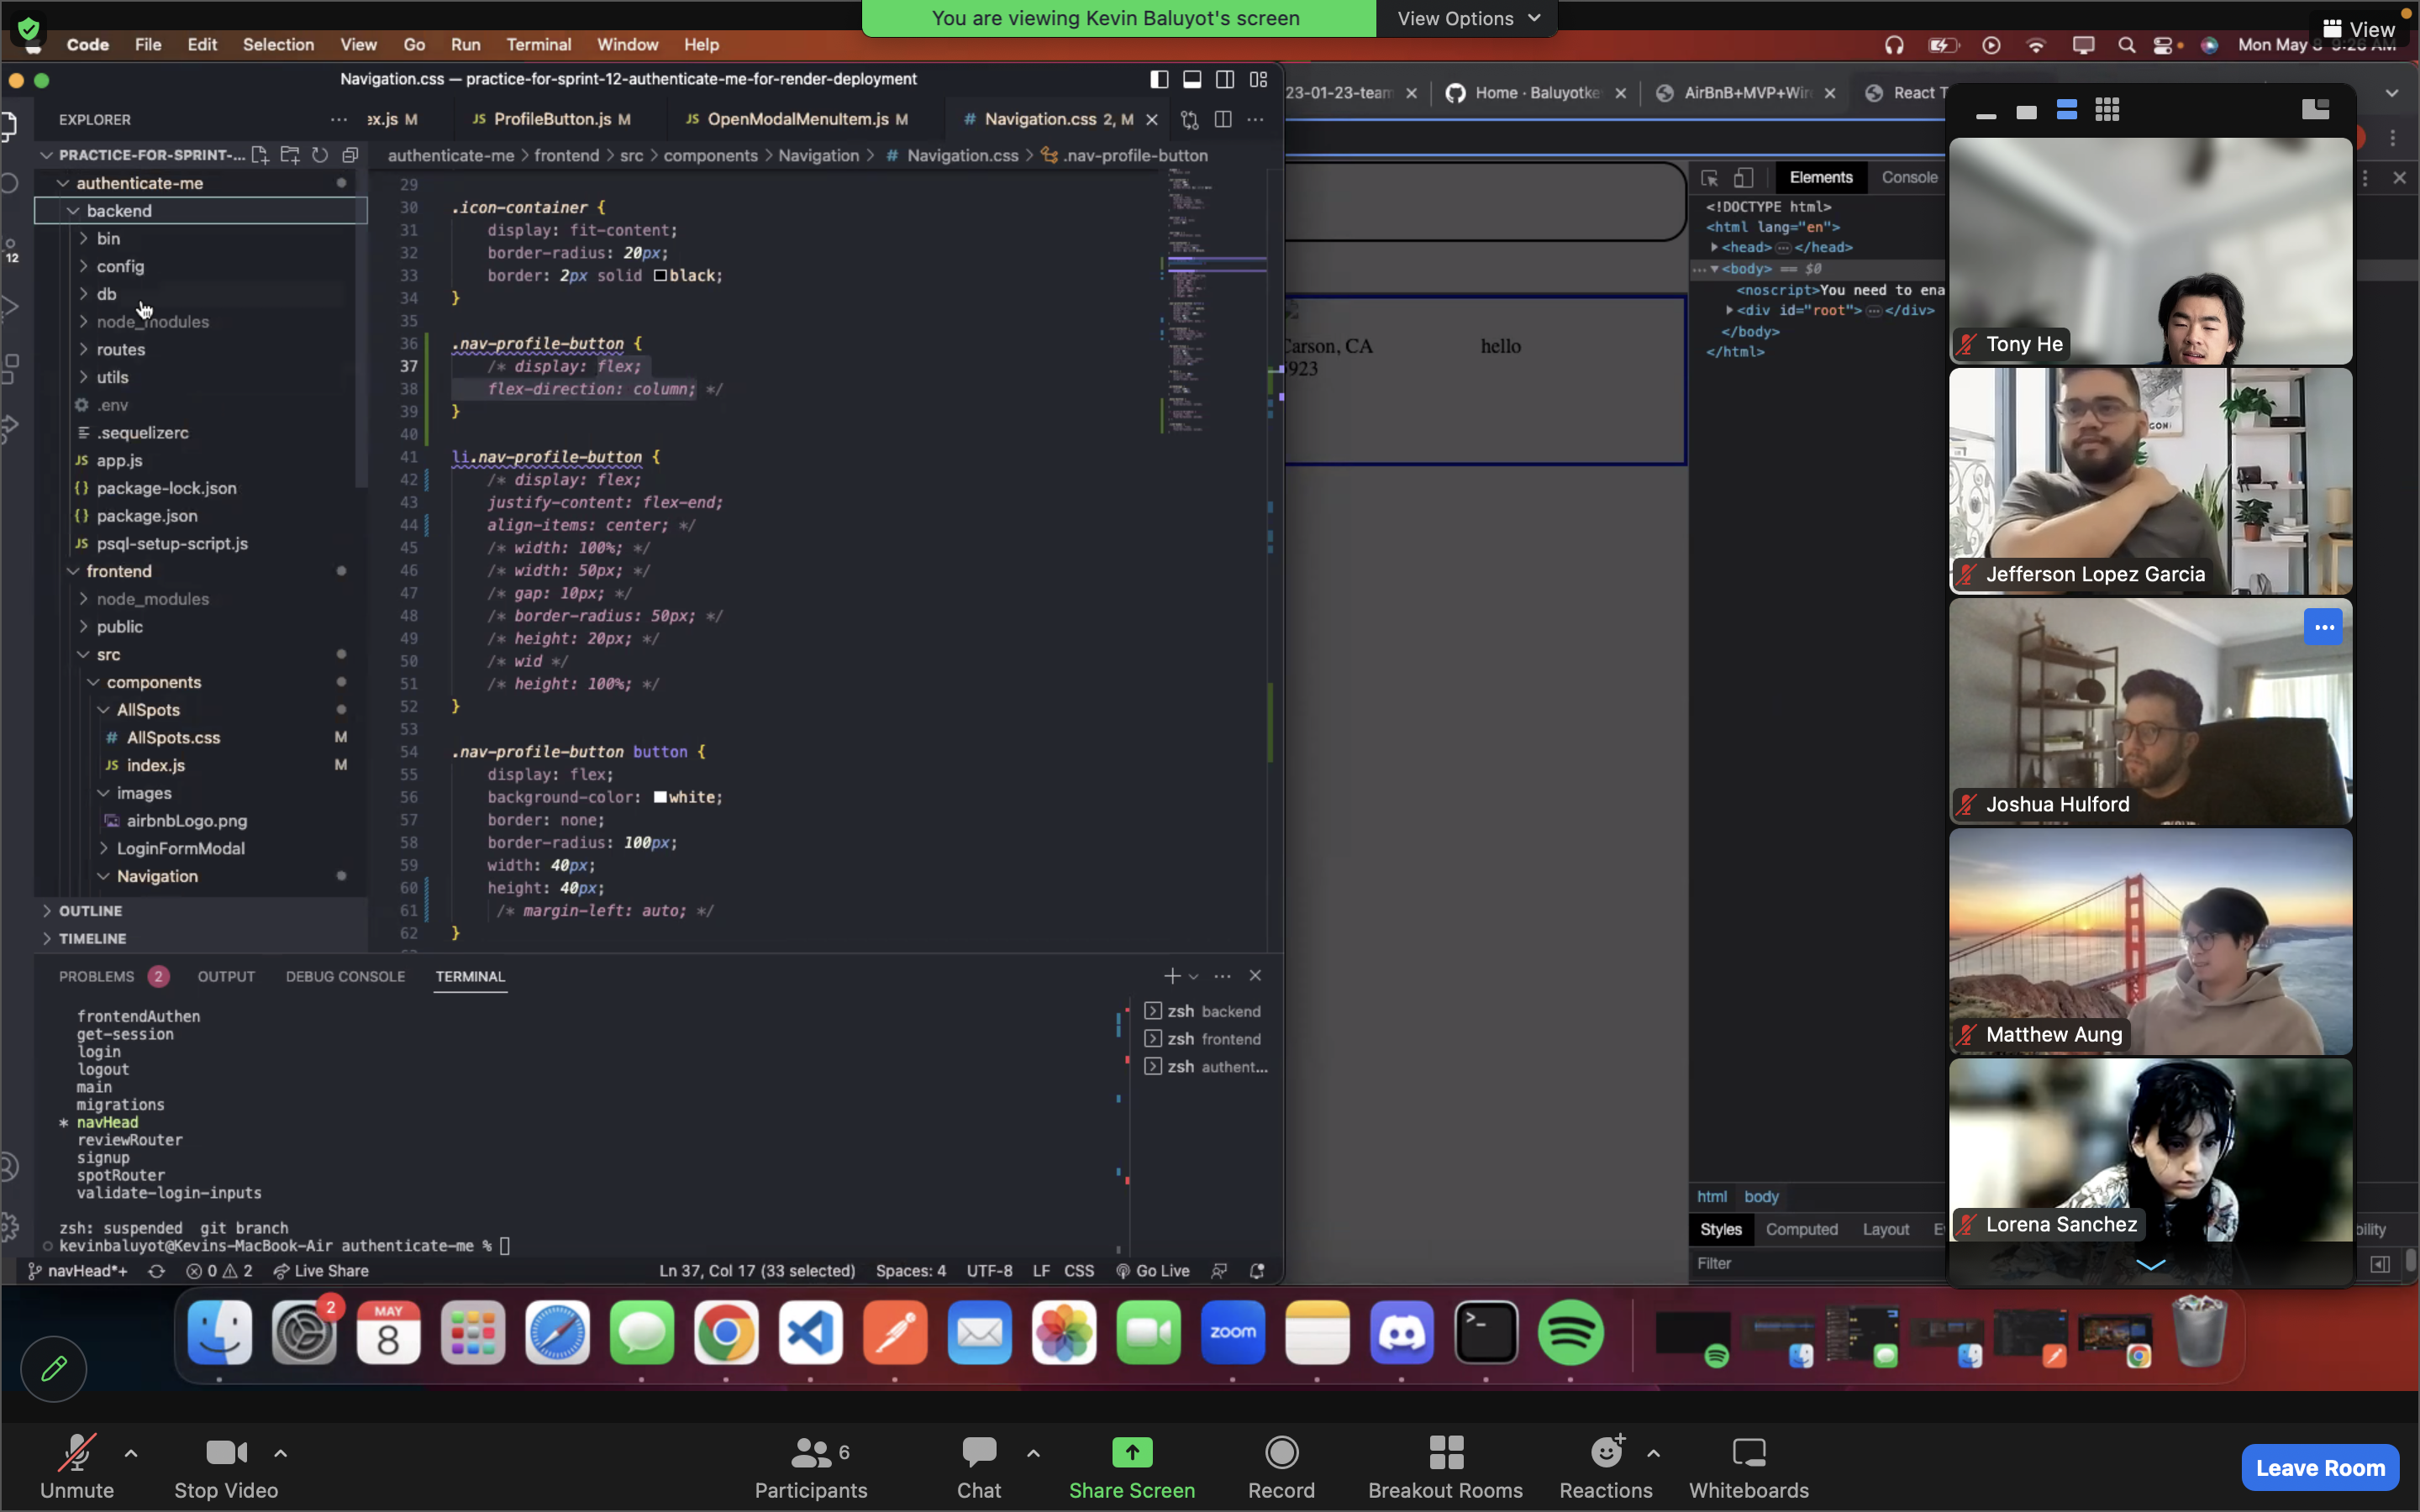 You are viewing Kevin Baluyot's screen
View Options
View
Code File Edit Selection View Go Run Terminal Window Help
Mon May 8 9:26 AM
Navigation.css — practice-for-sprint-12-authenticate-me-for-render-deployment
23-01-23-team
Home · Baluyotke
AirBnB+MVP+Wir
React T
EXPLORER
ex.js M
JS ProfileButton.js M
JS OpenModalMenuItem.js M
# Navigation.css 2, M
PRACTICE-FOR-SPRINT-...
authenticate-me > frontend > src > components > Navigation > # Navigation.css > .nav-profile-button
authenticate-me
backend
bin
config
db
node_modules
routes
utils
.env
.sequelizerc
JS app.js
{} package-lock.json
{} package.json
JS psql-setup-script.js
frontend
node_modules
public
src
components
AllSpots
# AllSpots.css M
JS index.js M
images
airbnbLogo.png
LoginFormModal
Navigation
OUTLINE
TIMELINE
12
29
30 .icon-container {
31 display: fit-content;
32 border-radius: 20px;
33 border: 2px solid black;
34 }
35
36 .nav-profile-button {
37 /* display: flex;
38 flex-direction: column; */
39 }
40
41 li.nav-profile-button {
42 /* display: flex;
43 justify-content: flex-end;
44 align-items: center; */
45 /* width: 100%; */
46 /* width: 50px; */
47 /* gap: 10px; */
48 /* border-radius: 50px; */
49 /* height: 20px; */
50 /* wid */
51 /* height: 100%; */
52 }
53
54 .nav-profile-button button {
55 display: flex;
56 background-color: white;
57 border: none;
58 border-radius: 100px;
59 width: 40px;
60 height: 40px;
61 /* margin-left: auto; */
62 }
PROBLEMS 2 OUTPUT DEBUG CONSOLE TERMINAL
frontendAuthen
get-session
login
logout
main
migrations
* navHead
reviewRouter
signup
spotRouter
validate-login-inputs
zsh: suspended git branch
kevinbaluyot@Kevins-MacBook-Air authenticate-me %
zsh backend
zsh frontend
zsh authent...
navHead*+ 0 2 Live Share Ln 37, Col 17 (33 selected) Spaces: 4 UTF-8 LF CSS Go Live
Carson, CA
923
hello
Elements Console
<!DOCTYPE html>
<html lang="en">
<head> ··· </head>
··· <body> == $0
<noscript>You need to ena
<div id="root"> ··· </div>
</body>
</html>
html body
Styles Computed Layout
bility
Filter
Tony He
Jefferson Lopez Garcia
Joshua Hulford
Matthew Aung
Lorena Sanchez
2
MAY
8
zoom
Unmute
Stop Video
6
Participants
Chat
Share Screen
Record
Breakout Rooms
Reactions
Whiteboards
Leave Room